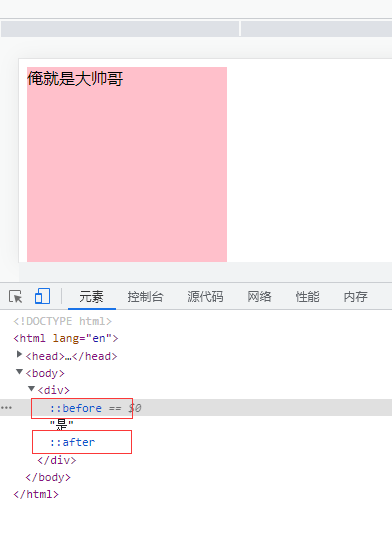 俺就是大帅哥
元素 控制台 源代码 网络 性能 内存
<!DOCTYPE html>
<html lang="en">
<head>…</head>
<body>
<div>
••• ::before == $0
"是"
::after
</div>
</body>
</html>